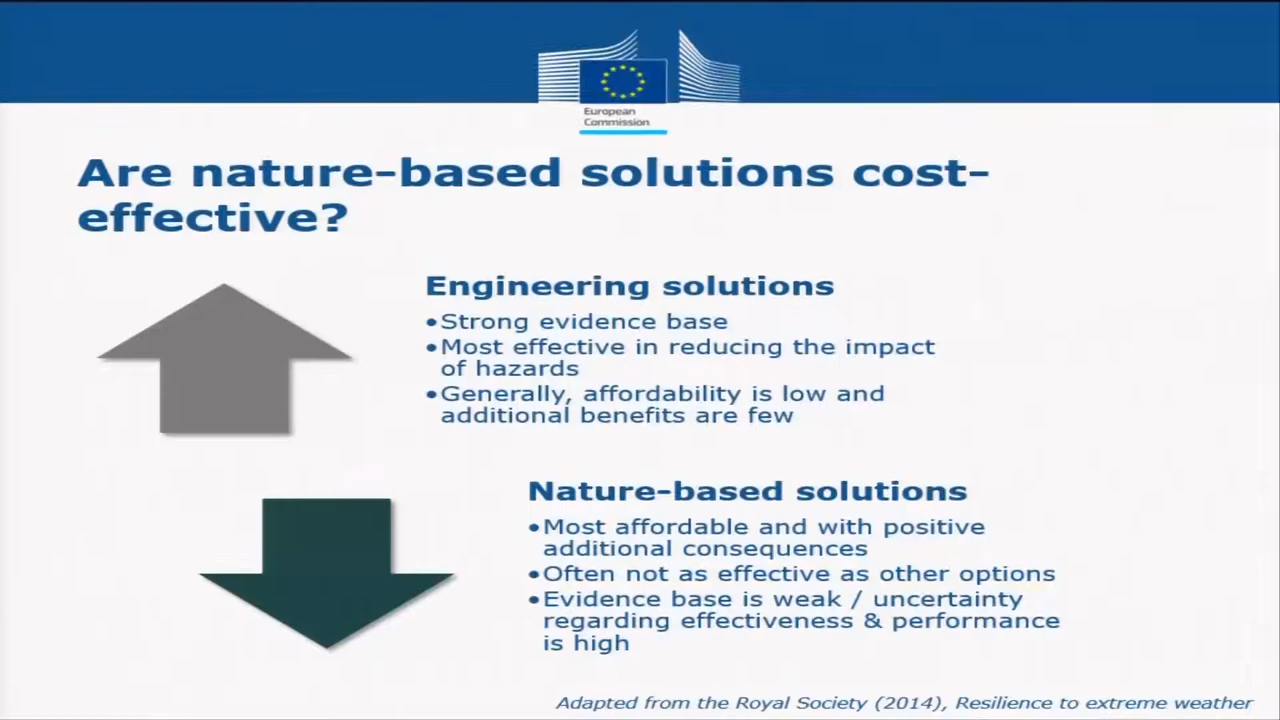 European
Commission
Are nature-based solutions cost-
effective?
Engineering solutions
•Strong evidence base
•Most effective in reducing the impact
of hazards
•Generally, affordability is low and
additional benefits are few
Nature-based solutions
•Most affordable and with positive
additional consequences
•Often not as effective as other options
•Evidence base is weak / uncertainty
regarding effectiveness & performance
is high
Adapted from the Royal Society (2014), Resilience to extreme weather